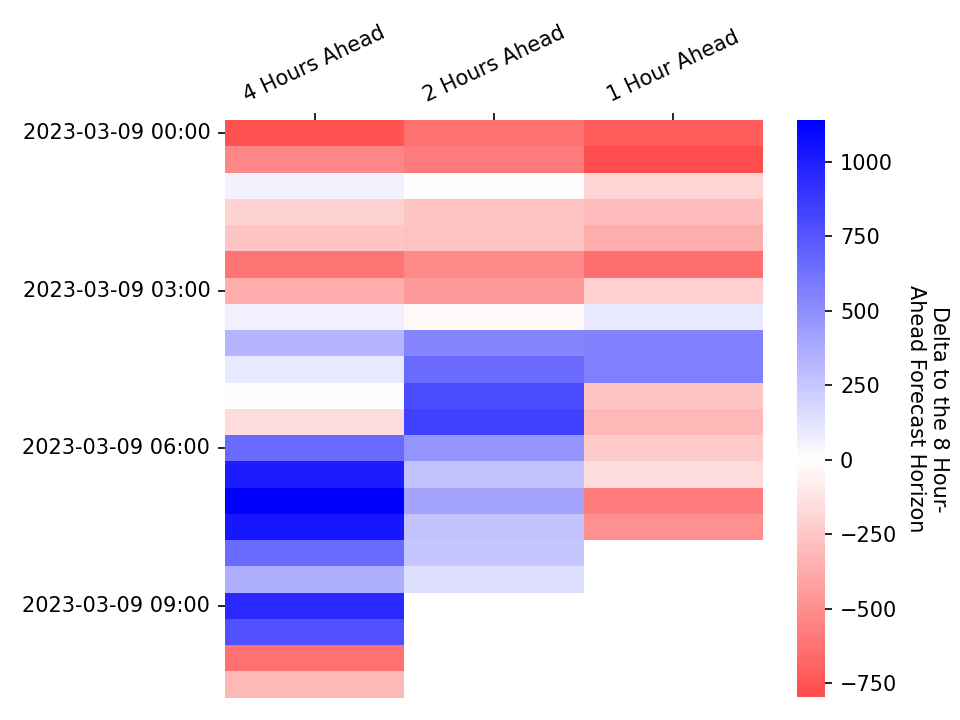 4 Hours Ahead
2 Hours Ahead
1 Hour Ahead
2023-03-09 00:00
2023-03-09 03:00
2023-03-09 06:00
2023-03-09 09:00
1000
750
500
250
0
−250
−500
−750
Delta to the 8 Hour-
Ahead Forecast Horizon